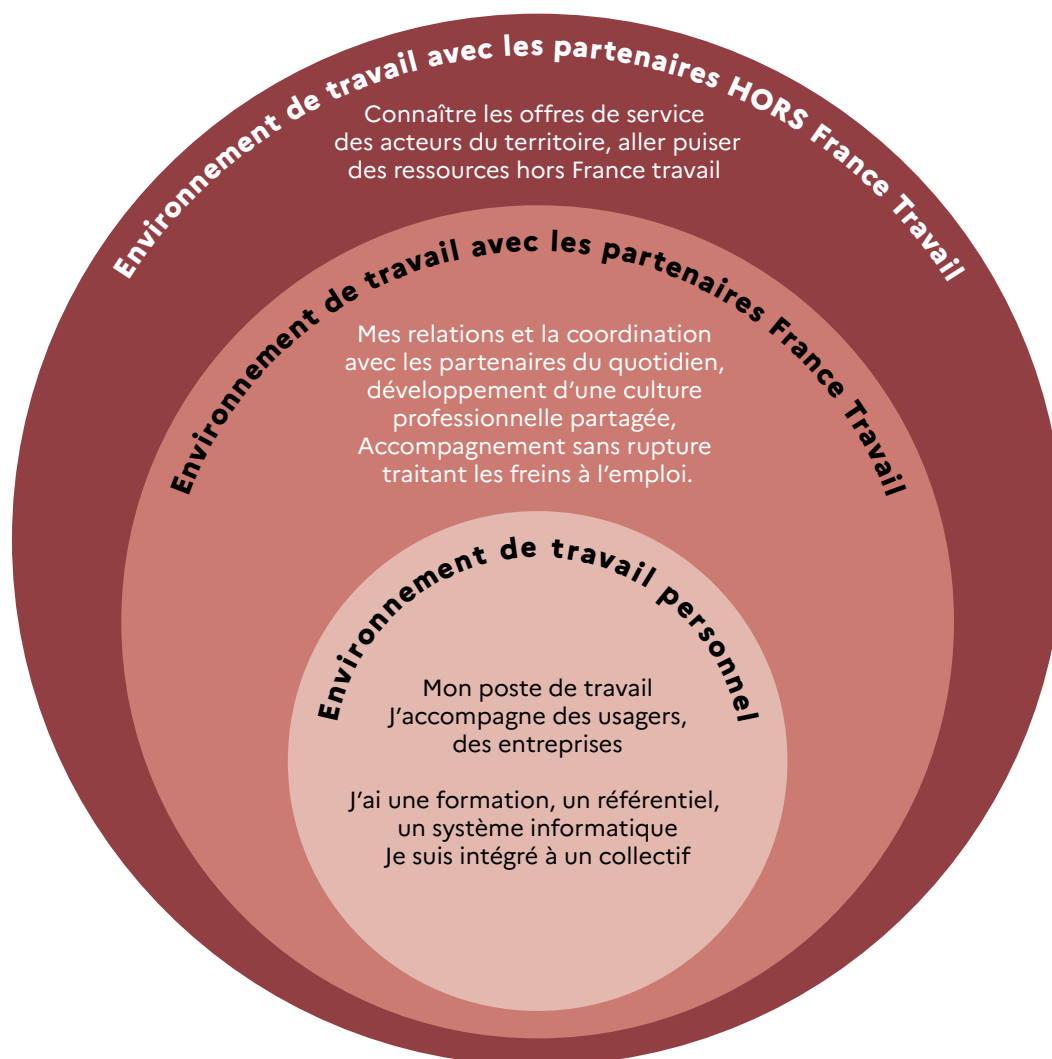 Environnement de travail avec les partenaires HORS France Travail
Connaître les offres de service
des acteurs du territoire, aller puiser
des ressources hors France travail
Environnement de travail avec les partenaires France Travail
Mes relations et la coordination
avec les partenaires du quotidien,
développement d’une culture
professionnelle partagée,
Accompagnement sans rupture
traitant les freins à l’emploi.
Environnement de travail personnel
Mon poste de travail
J’accompagne des usagers,
des entreprises
J’ai une formation, un référentiel,
un système informatique
Je suis intégré à un collectif